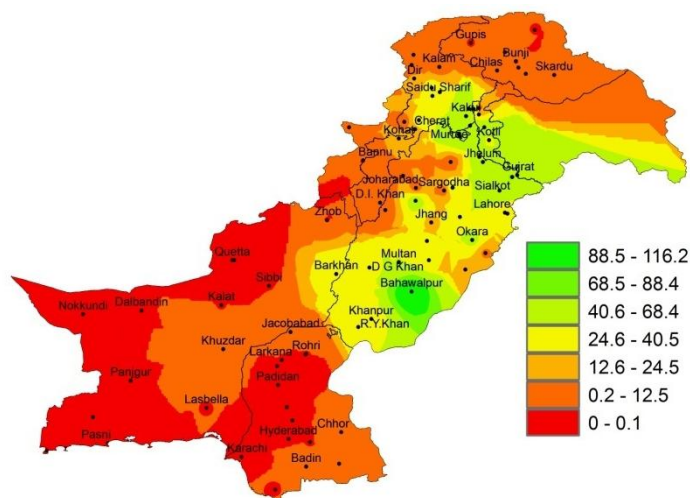 Gupis
Bunji
Kalam
Chilas
Skardu
Dir
Saidu Sharif
Kakul
Cherat
Kohat
Murree
Kotli
Bannu
Jhelum
Gujrat
Joharabad
Sargodha
Sialkot
D.I. Khan
Lahore
Zhob
Jhang
Okara
Quetta
Multan
Barkhan
D G Khan
Sibbi
Bahawalpur
Nokkundi
Dalbandin
Kalat
Khanpur
R.Y.Khan
Jacobabad
Khuzdar
Larkana
Rohri
Panjgur
Padidan
Lasbella
Chhor
Pasni
Hyderabad
Karachi
Badin
88.5 - 116.2
68.5 - 88.4
40.6 - 68.4
24.6 - 40.5
12.6 - 24.5
0.2 - 12.5
0 - 0.1